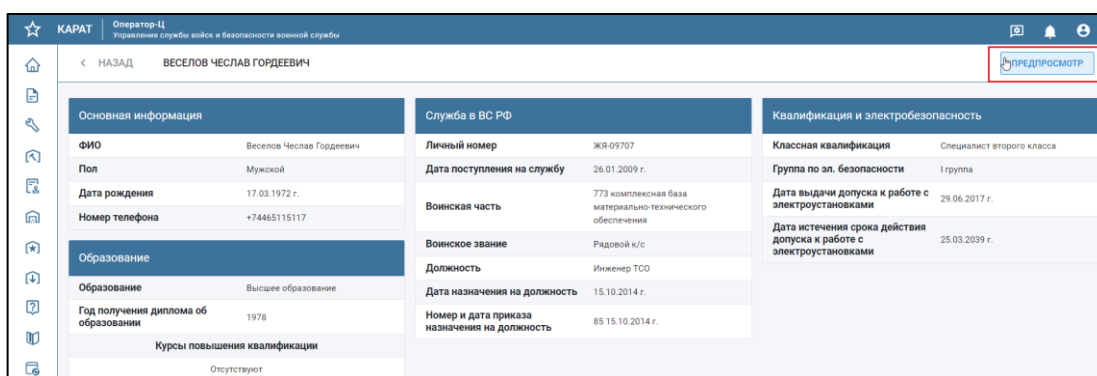 КАРАТ
Оператор-Ц
Управление службы войск и безопасности военной службы
< НАЗАД ВЕСЕЛОВ ЧЕСЛАВ ГОРДЕЕВИЧ
ПРЕДПРОСМОТР
Основная информация
ФИО Веселов Чеслав Гордеевич
Пол Мужской
Дата рождения 17.03.1972 г.
Номер телефона +74465115117
Образование
Образование Высшее образование
Год получения диплома об
образовании 1978
Курсы повышения квалификации
Отсутствуют
Служба в ВС РФ
Личный номер ЖЯ-09707
Дата поступления на службу 26.01.2009 г.
Воинская часть 773 комплексная база
материально-технического
обеспечения
Воинское звание Рядовой к/с
Должность Инженер ТСО
Дата назначения на должность 15.10.2014 г.
Номер и дата приказа
назначения на должность 85 15.10.2014 г.
Квалификация и электробезопасность
Классная квалификация Специалист второго класса
Группа по эл. безопасности I группа
Дата выдачи допуска к работе с
электроустановками 29.06.2017 г.
Дата истечения срока действия
допуска к работе с 25.03.2039 г.
электроустановками